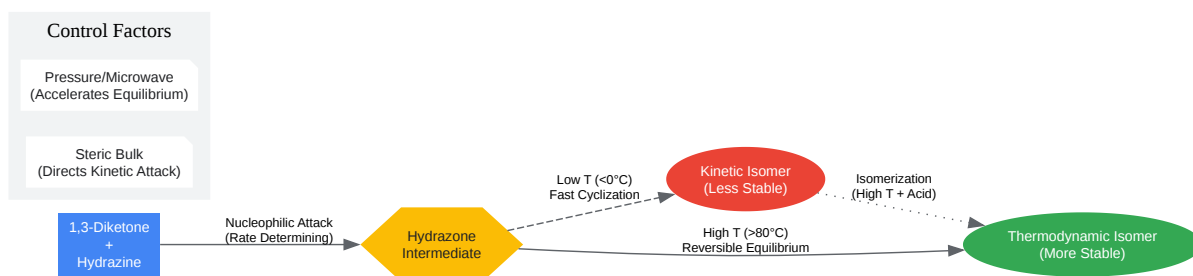 Control Factors
Pressure/Microwave
(Accelerates Equilibrium)
Steric Bulk
(Directs Kinetic Attack)
1,3-Diketone
+
Hydrazine
Nucleophilic Attack
(Rate Determining)
Hydrazone
Intermediate
Low T (<0°C)
Fast Cyclization
Kinetic Isomer
(Less Stable)
Isomerization
(High T + Acid)
High T (>80°C)
Reversible Equilibrium
Thermodynamic Isomer
(More Stable)